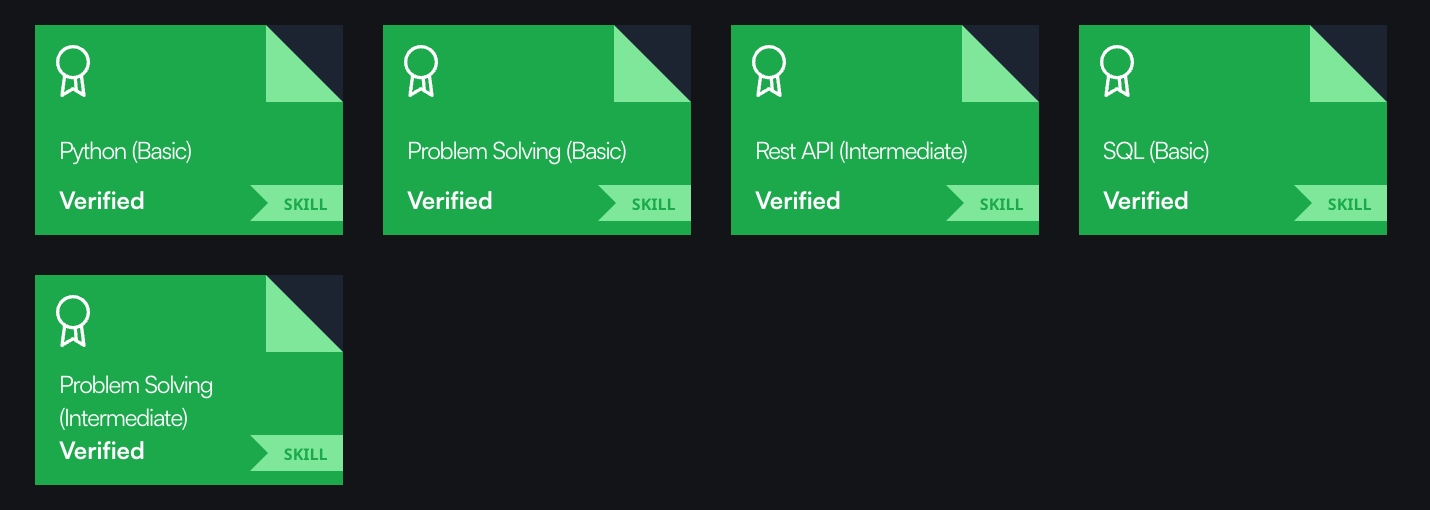 Python (Basic)
Verified
SKILL
Problem Solving (Basic)
Verified
SKILL
Rest API (Intermediate)
Verified
SKILL
SQL (Basic)
Verified
SKILL
Problem Solving
(Intermediate)
Verified
SKILL